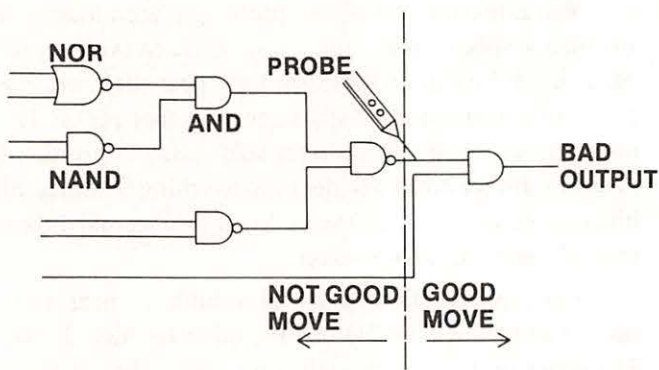 NOR
PROBE
AND
NAND
BAD
OUTPUT
NOT GOOD
MOVE
GOOD
MOVE